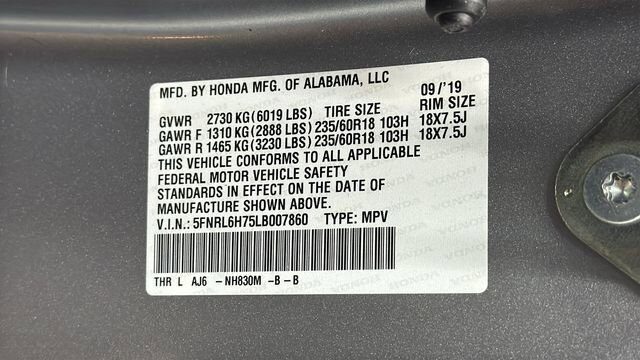 MFD. BY HONDA MFG. OF ALABAMA, LLC 09/'19
GVWR 2730 KG(6019 LBS) TIRE SIZE RIM SIZE
GAWR F 1310 KG(2888 LBS) 235/60R18 103H 18X7.5J
GAWR R 1465 KG(3230 LBS) 235/60R18 103H 18X7.5J
THIS VEHICLE CONFORMS TO ALL APPLICABLE
FEDERAL MOTOR VEHICLE SAFETY
STANDARDS IN EFFECT ON THE DATE OF
MANUFACTURE SHOWN ABOVE.
V.I.N.: 5FNRL6H75LB007860 TYPE: MPV
THR L AJ6 -NH830M -B -B